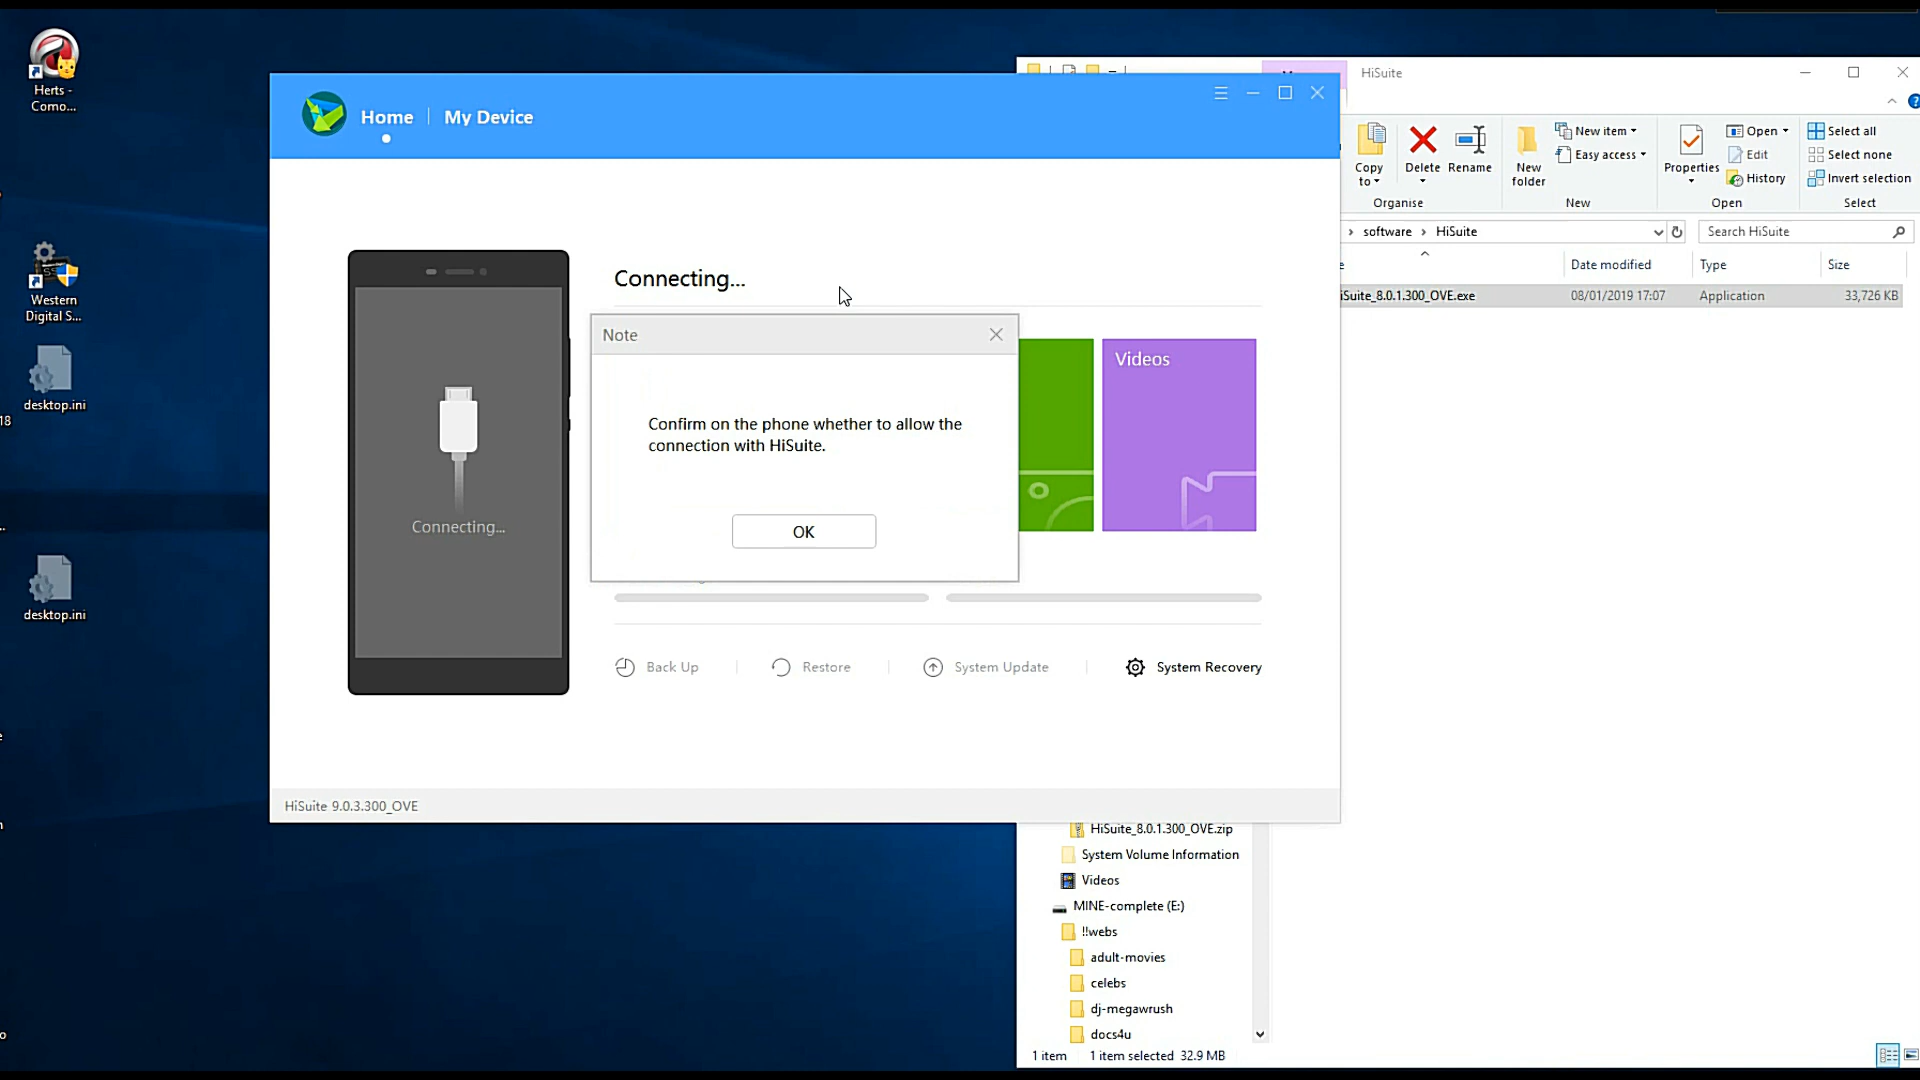 Herts -
Como...
Western
Digital S...
desktop.ini
18
desktop.ini
Home
My Device
Connecting...
Connecting...
Note
Confirm on the phone whether to allow the
connection with HiSuite.
OK
Videos
Back Up
Restore
System Update
System Recovery
HiSuite 9.0.3.300_OVE
HiSuite
Copy
to
Delete
Rename
New
folder
New item
Easy access
Properties
Open
Edit
History
Select all
Select none
Invert selection
Organise
New
Open
Select
software
HiSuite
Search HiSuite
Date modified
Type
Size
iSuite_8.0.1.300_OVE.exe
08/01/2019 17:07
Application
33,726 KB
HiSuite_8.0.1.300_OVE.zip
System Volume Information
Videos
MINE-complete (E:)
!!webs
adult-movies
celebs
dj-megawrush
docs4u
1 item
1 item selected 32.9 MB